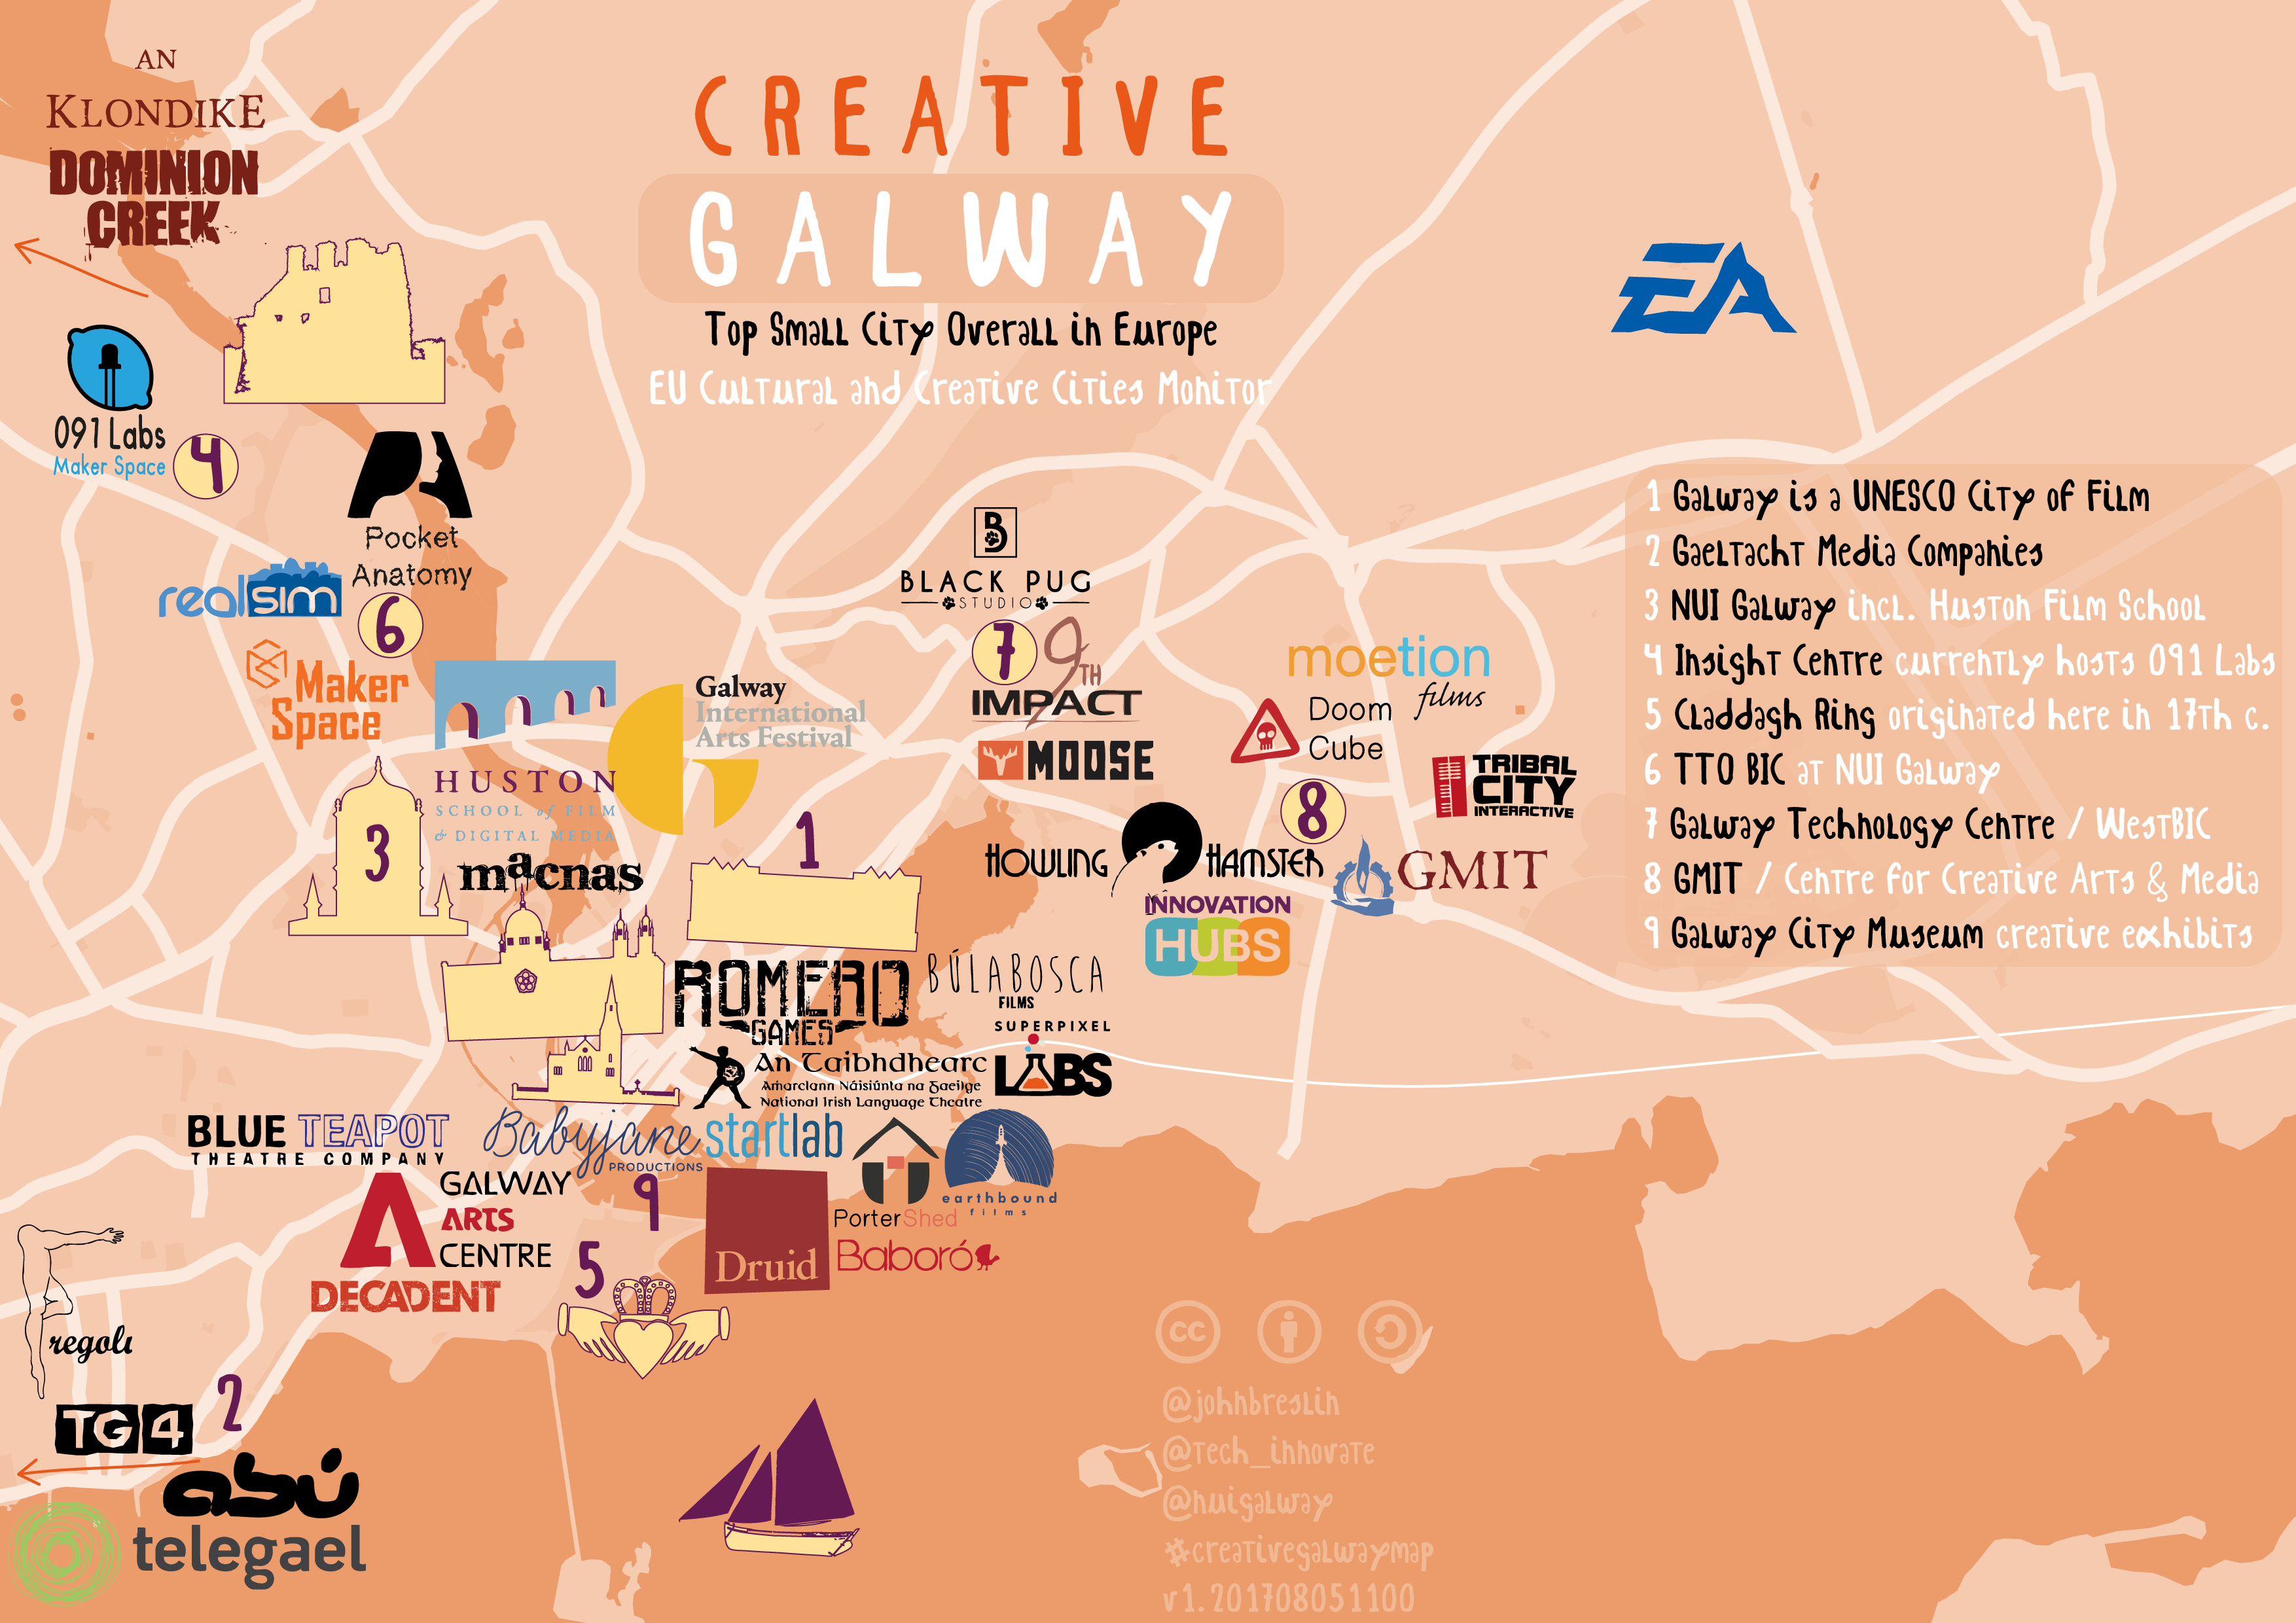 CREATIVE
GALWAY
Top Small City Overall in Europe
EU Cultural and Creative Cities Monitor
AN
KLONDIKE
DOMINION
CREEK
091 Labs
Maker Space
4
Pocket
Anatomy
realsim
6
Maker
Space
HUSTON
SCHOOL of FILM
& DIGITAL MEDIA
Galway
International
Arts Festival
3
macnas
1
B
BLACK PUG
STUDIO
7
9TH
IMPACT
MOOSE
moetion
films
Doom
Cube
8
TRIBAL
CITY
INTERACTIVE
HOWLING HAMSTER
GMIT
INNOVATION
HUBS
EA
1 Galway is a UNESCO City of Film
2 Gaeltacht Media Companies
3 NUI Galway incl. Huston Film School
4 Insight Centre currently hosts 091 Labs
5 Claddagh Ring originated here in 17th c.
6 TTO BIC at NUI Galway
7 Galway Technology Centre / WestBIC
8 GMIT / Centre for Creative Arts & Media
9 Galway City Museum creative exhibits
ROMERO
GAMES
BÚLABOSCA
FILMS
SUPERPIXEL
LABS
An Taibhdhearc
Amharclann Náisiúnta na Gaeilge
National Irish Language Theatre
BLUE TEAPOT
THEATRE COMPANY
Babyjane
PRODUCTIONS
startlab
PorterShed
earthbound
films
GALWAY
ARTS
CENTRE
DECADENT
9
5
Druid
Baboró
Fregoli
TG4
2
abú
telegael
cc
@johnbreslin
@tech_innovate
@nuigalway
#creativegalwaymap
v1.201708051100